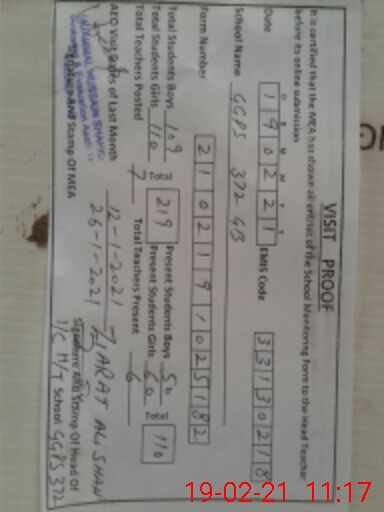 VISIT PROOF
It is certified that the MEA has shown all entries of the School Monitoring Form to the Head Teacher
before its online submission
D D M M Y Y
Date 1 9 0 2 2 1 EMIS Code 3 3 1 3 0 2 1 8
School Name GGPS 372-GB
Form Number 2 1 0 2 1 9 1 0 2 5 1 8 2
Total Students Boys 109 Total 219 Present Students Boys 50 Total 110
Total Students Girls 110 Present Students Girls 60
Total Teachers Posted 7 Total Teachers Present 6
AEO Visit Dates of Last Month 12-1-2021
26-1-2021
ZIARAT ALI SHAH
Signature And Stamp Of MEA
Signature And Stamp Of Head Of
School
I/C H/T GGPS 372
19-02-21 11:17